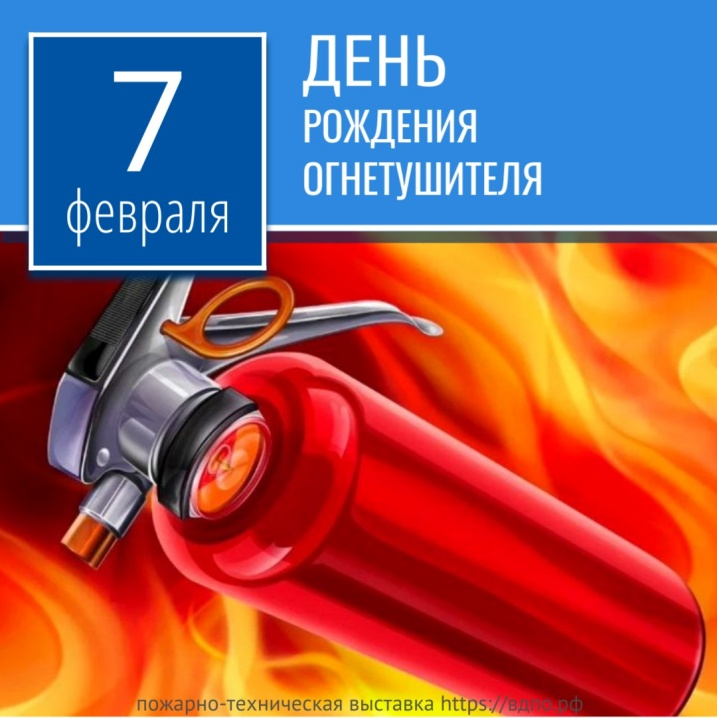 7
февраля
ДЕНЬ
РОЖДЕНИЯ
ОГНЕТУШИТЕЛЯ
пожарно-техническая выставка https://вдпо.рф